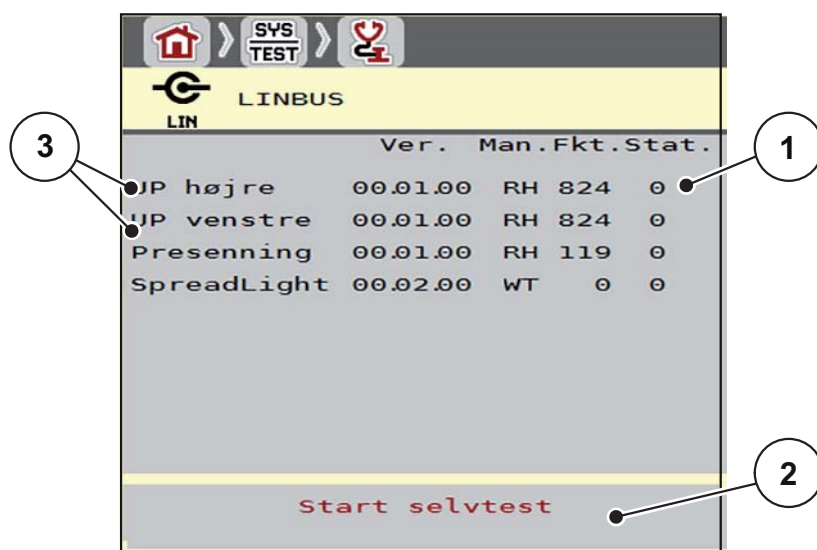 SYS
TEST
LINBUS
LIN
Ver. Man.Fkt.Stat.
3
1
UP højre 00.01.00 RH 824 0
UP venstre 00.01.00 RH 824 0
Presenning 00.01.00 RH 119 0
SpreadLight 00.02.00 WT 0 0
2
Start selvtest